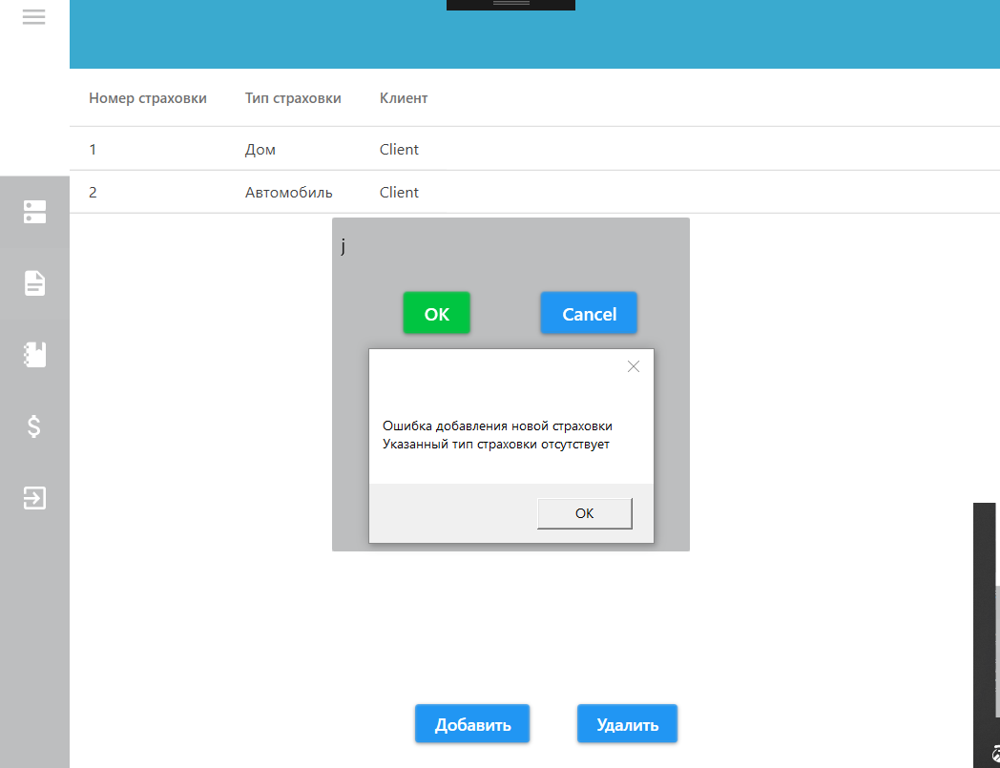 Номер страховки Тип страховки Клиент
1 Дом Client
2 Автомобиль Client
j
OK Cancel
Ошибка добавления новой страховки
Указанный тип страховки отсутствует
OK
Добавить Удалить